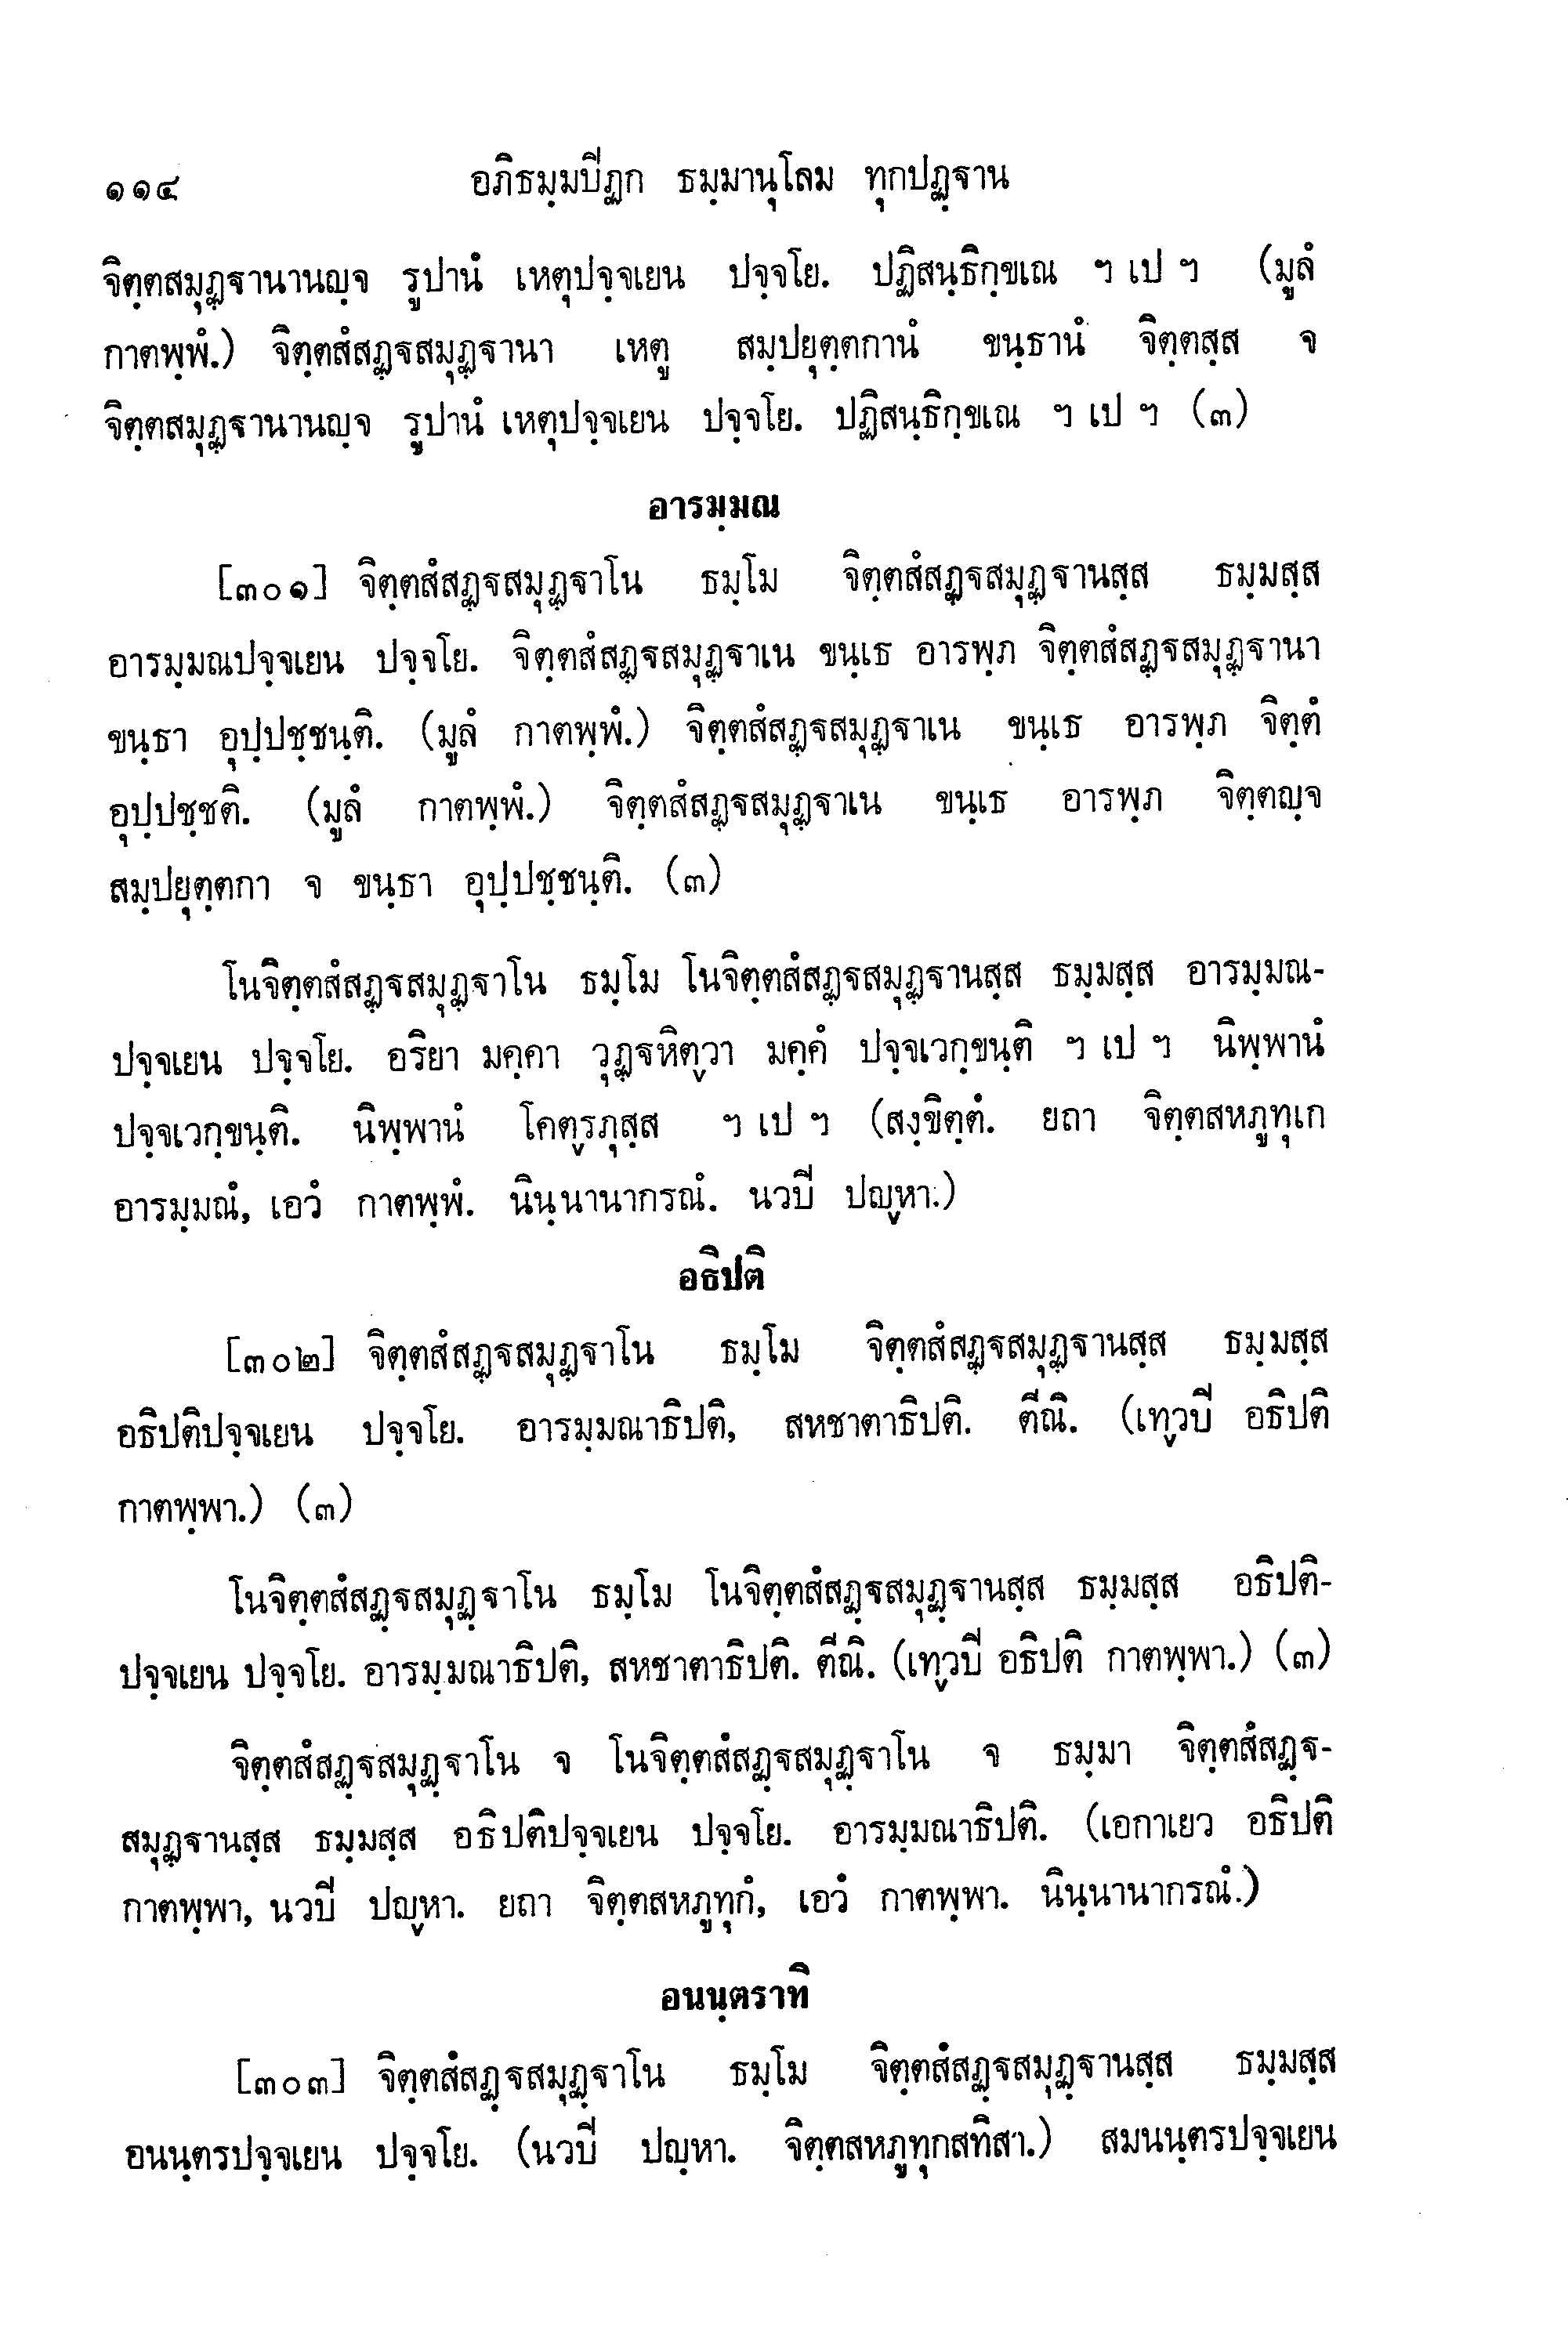 ๑๑๔ อภิธมฺมปีฏก ธมฺมานุโลม ทุกปฏฺฐาน
จิตฺตสมุฏฺฐานานญฺจ รูปานํ เหตุปจฺจเยน ปจฺจโย. ปฏิสนฺธิกฺขเณ ฯ เป ฯ (มูลํ
กาตพฺพํ.) จิตฺตสํสฏฺฐสมุฏฺฐานา เหตู สมฺปยุตฺตกานํ ขนฺธานํ จิตฺตสฺส จ
จิตฺตสมุฏฺฐานานญฺจ รูปานํ เหตุปจฺจเยน ปจฺจโย. ปฏิสนฺธิกฺขเณ ฯ เป ฯ (๓)
อารมฺมณ
[๓๐๑] จิตฺตสํสฏฺฐสมุฏฺฐาโน ธมฺโม จิตฺตสํสฏฺฐสมุฏฺฐานสฺส ธมฺมสฺส
อารมฺมณปจฺจเยน ปจฺจโย. จิตฺตสํสฏฺฐสมุฏฺฐาเน ขนฺเธ อารพฺภ จิตฺตสํสฏฺฐสมุฏฺฐานา
ขนฺธา อุปฺปชฺชนฺติ. (มูลํ กาตพฺพํ.) จิตฺตสํสฏฺฐสมุฏฺฐาเน ขนฺเธ อารพฺภ จิตฺตํ
อุปฺปชฺชติ. (มูลํ กาตพฺพํ.) จิตฺตสํสฏฺฐสมุฏฺฐาเน ขนฺเธ อารพฺภ จิตฺตญฺจ
สมฺปยุตฺตกา จ ขนฺธา อุปฺปชฺชนฺติ. (๓)
โนจิตฺตสํสฏฺฐสมุฏฺฐาโน ธมฺโม โนจิตฺตสํสฏฺฐสมุฏฺฐานสฺส ธมฺมสฺส อารมฺมณ-
ปจฺจเยน ปจฺจโย. อริยา มคฺคา วุฏฺฐหิตฺวา มคฺคํ ปจฺจเวกฺขนฺติ ฯ เป ฯ นิพฺพานํ
ปจฺจเวกฺขนฺติ. นิพฺพานํ โคตฺรภุสฺส ฯ เป ฯ (สงฺขิตฺตํ. ยถา จิตฺตสหภูทุเก
อารมฺมณํ, เอวํ กาตพฺพํ. นินฺนานากรณํ. นวปี ปญฺหา.)
อธิปติ
[๓๐๒] จิตฺตสํสฏฺฐสมุฏฺฐาโน ธมฺโม จิตฺตสํสฏฺฐสมุฏฺฐานสฺส ธมฺมสฺส
อธิปติปจฺจเยน ปจฺจโย. อารมฺมณาธิปติ, สหชาตาธิปติ. ตีณิ. (เทฺวปี อธิปติ
กาตพฺพา.) (๓)
โนจิตฺตสํสฏฺฐสมุฏฺฐาโน ธมฺโม โนจิตฺตสํสฏฺฐสมุฏฺฐานสฺส ธมฺมสฺส อธิปติ-
ปจฺจเยน ปจฺจโย. อารมฺมณาธิปติ, สหชาตาธิปติ. ตีณิ. (เทฺวปี อธิปติ กาตพฺพา.) (๓)
จิตฺตสํสฏฺฐสมุฏฺฐาโน จ โนจิตฺตสํสฏฺฐสมุฏฺฐาโน จ ธมฺมา จิตฺตสํสฏฺฐ-
สมุฏฺฐานสฺส ธมฺมสฺส อธิปติปจฺจเยน ปจฺจโย. อารมฺมณาธิปติ. (เอกาเยว อธิปติ
กาตพฺพา, นวปี ปญฺหา. ยถา จิตฺตสหภูทุกํ, เอวํ กาตพฺพา. นินฺนานากรณํ.)
อนนฺตราทิ
[๓๐๓] จิตฺตสํสฏฺฐสมุฏฺฐาโน ธมฺโม จิตฺตสํสฏฺฐสมุฏฺฐานสฺส ธมฺมสฺส
อนนฺตรปจฺจเยน ปจฺจโย. (นวปี ปญฺหา. จิตฺตสหภูทุกสทิสา.) สมนนฺตรปจฺจเยน